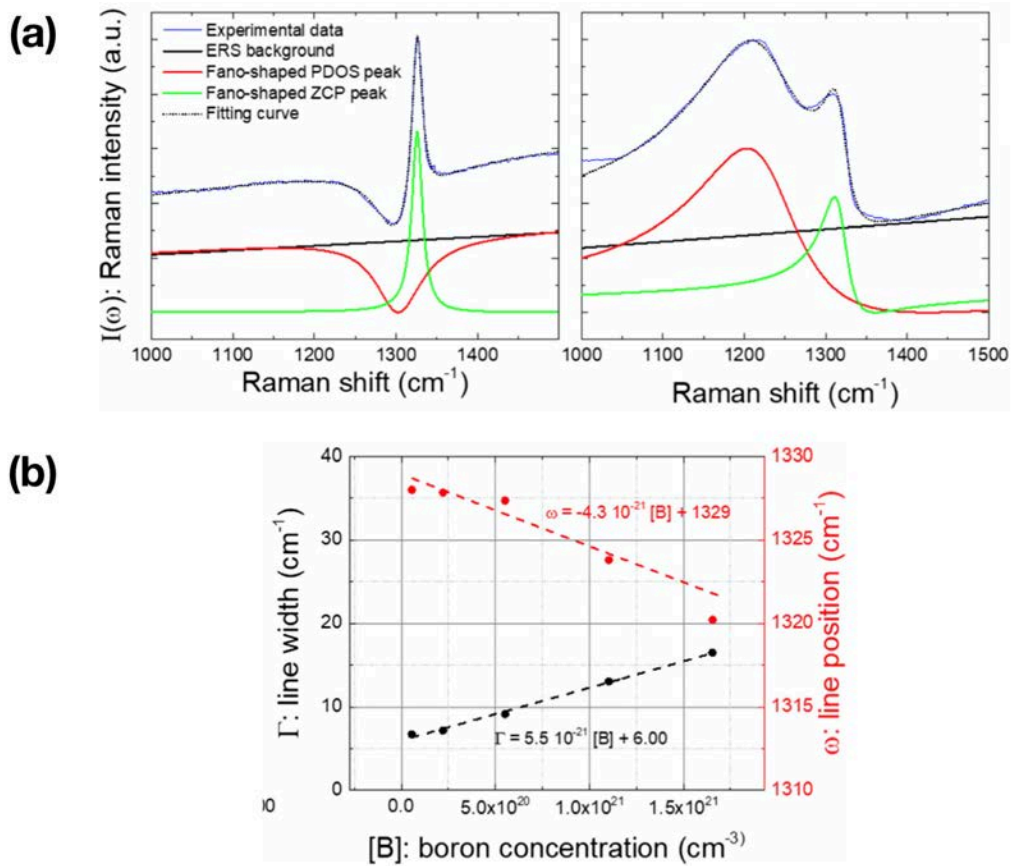 (a)
I(ω): Raman intensity (a.u.)
Experimental data
ERS background
Fano-shaped PDOS peak
Fano-shaped ZCP peak
Fitting curve
1000 1100 1200 1300 1400
1000 1100 1200 1300 1400 1500
Raman shift (cm⁻¹)
Raman shift (cm⁻¹)
(b)
Γ: line width (cm⁻¹)
40
30
20
10
0
ω = -4.3 10⁻²¹ [B] + 1329
Γ = 5.5 10⁻²¹ [B] + 6.00
1330
1325
1320
1315
1310
ω: line position (cm⁻¹)
00
0.0 5.0x10²⁰ 1.0x10²¹ 1.5x10²¹
[B]: boron concentration (cm⁻³)